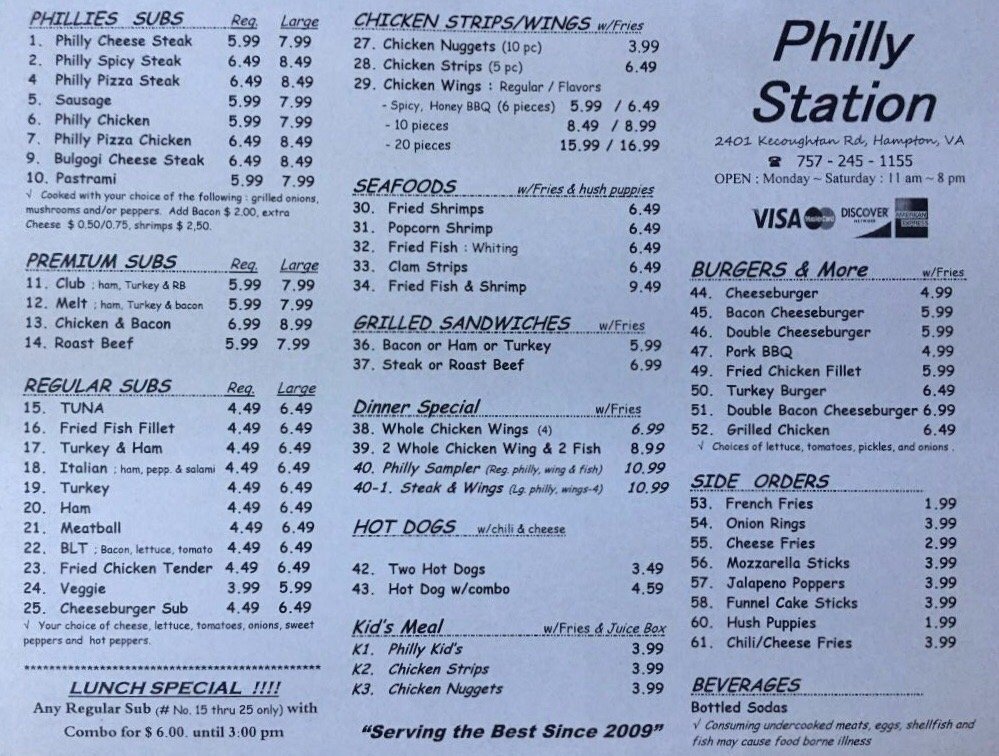 PHILLIES SUBS Reg. Large
1. Philly Cheese Steak 5.99 7.99
2. Philly Spicy Steak 6.49 8.49
4 Philly Pizza Steak 6.49 8.49
5. Sausage 5.99 7.99
6. Philly Chicken 5.99 7.99
7. Philly Pizza Chicken 6.49 8.49
9. Bulgogi Cheese Steak 6.49 8.49
10. Pastrami 5.99 7.99
√ Cooked with your choice of the following : grilled onions,
mushrooms and/or peppers. Add Bacon $ 2.00, extra
Cheese $ 0.50/0.75, shrimps $ 2,50.
PREMIUM SUBS Reg. Large
11. Club ; ham, Turkey & RB 5.99 7.99
12. Melt ; ham, Turkey & bacon 5.99 7.99
13. Chicken & Bacon 6.99 8.99
14. Roast Beef 5.99 7.99
REGULAR SUBS Reg. Large
15. TUNA 4.49 6.49
16. Fried Fish Fillet 4.49 6.49
17. Turkey & Ham 4.49 6.49
18. Italian ; ham, pepp. & salami 4.49 6.49
19. Turkey 4.49 6.49
20. Ham 4.49 6.49
21. Meatball 4.49 6.49
22. BLT ; Bacon, lettuce, tomato 4.49 6.49
23. Fried Chicken Tender 4.49 6.49
24. Veggie 3.99 5.99
25. Cheeseburger Sub 4.49 6.49
√ Your choice of cheese, lettuce, tomatoes, onions, sweet
peppers and hot peppers.
**************************************************
LUNCH SPECIAL !!!!
Any Regular Sub (# No. 15 thru 25 only) with
Combo for $ 6.00. until 3:00 pm
CHICKEN STRIPS/WINGS w/Fries
27. Chicken Nuggets (10 pc) 3.99
28. Chicken Strips (5 pc) 6.49
29. Chicken Wings : Regular / Flavors
- Spicy, Honey BBQ (6 pieces) 5.99 / 6.49
- 10 pieces 8.49 / 8.99
- 20 pieces 15.99 / 16.99
SEAFOODS w/Fries & hush puppies
30. Fried Shrimps 6.49
31. Popcorn Shrimp 6.49
32. Fried Fish : Whiting 6.49
33. Clam Strips 6.49
34. Fried Fish & Shrimp 9.49
GRILLED SANDWICHES w/Fries
36. Bacon or Ham or Turkey 5.99
37. Steak or Roast Beef 6.99
Dinner Special w/Fries
38. Whole Chicken Wings (4) 6.99
39. 2 Whole Chicken Wing & 2 Fish 8.99
40. Philly Sampler (Reg. philly, wing & fish) 10.99
40-1. Steak & Wings (Lg. philly, wings-4) 10.99
HOT DOGS w/chili & cheese
42. Two Hot Dogs 3.49
43. Hot Dog w/combo 4.59
Kid's Meal w/Fries & Juice Box
K1. Philly Kid's 3.99
K2. Chicken Strips 3.99
K3. Chicken Nuggets 3.99
"Serving the Best Since 2009"
Philly
Station
2401 Kecoughtan Rd, Hampton, VA
☎ 757 - 245 - 1155
OPEN ; Monday ~ Saturday : 11 am ~ 8 pm
VISA MasterCard DISCOVER NETWORK AMERICAN EXPRESS
BURGERS & More w/Fries
44. Cheeseburger 4.99
45. Bacon Cheeseburger 5.99
46. Double Cheeseburger 5.99
47. Pork BBQ 4.99
49. Fried Chicken Fillet 5.99
50. Turkey Burger 6.49
51. Double Bacon Cheeseburger 6.99
52. Grilled Chicken 6.49
√ Choices of lettuce, tomatoes, pickles, and onions .
SIDE ORDERS
53. French Fries 1.99
54. Onion Rings 3.99
55. Cheese Fries 2.99
56. Mozzarella Sticks 3.99
57. Jalapeno Poppers 3.99
58. Funnel Cake Sticks 3.99
60. Hush Puppies 1.99
61. Chili/Cheese Fries 3.99
BEVERAGES
Bottled Sodas
√ Consuming undercooked meats, eggs, shellfish and
fish may cause food borne illness